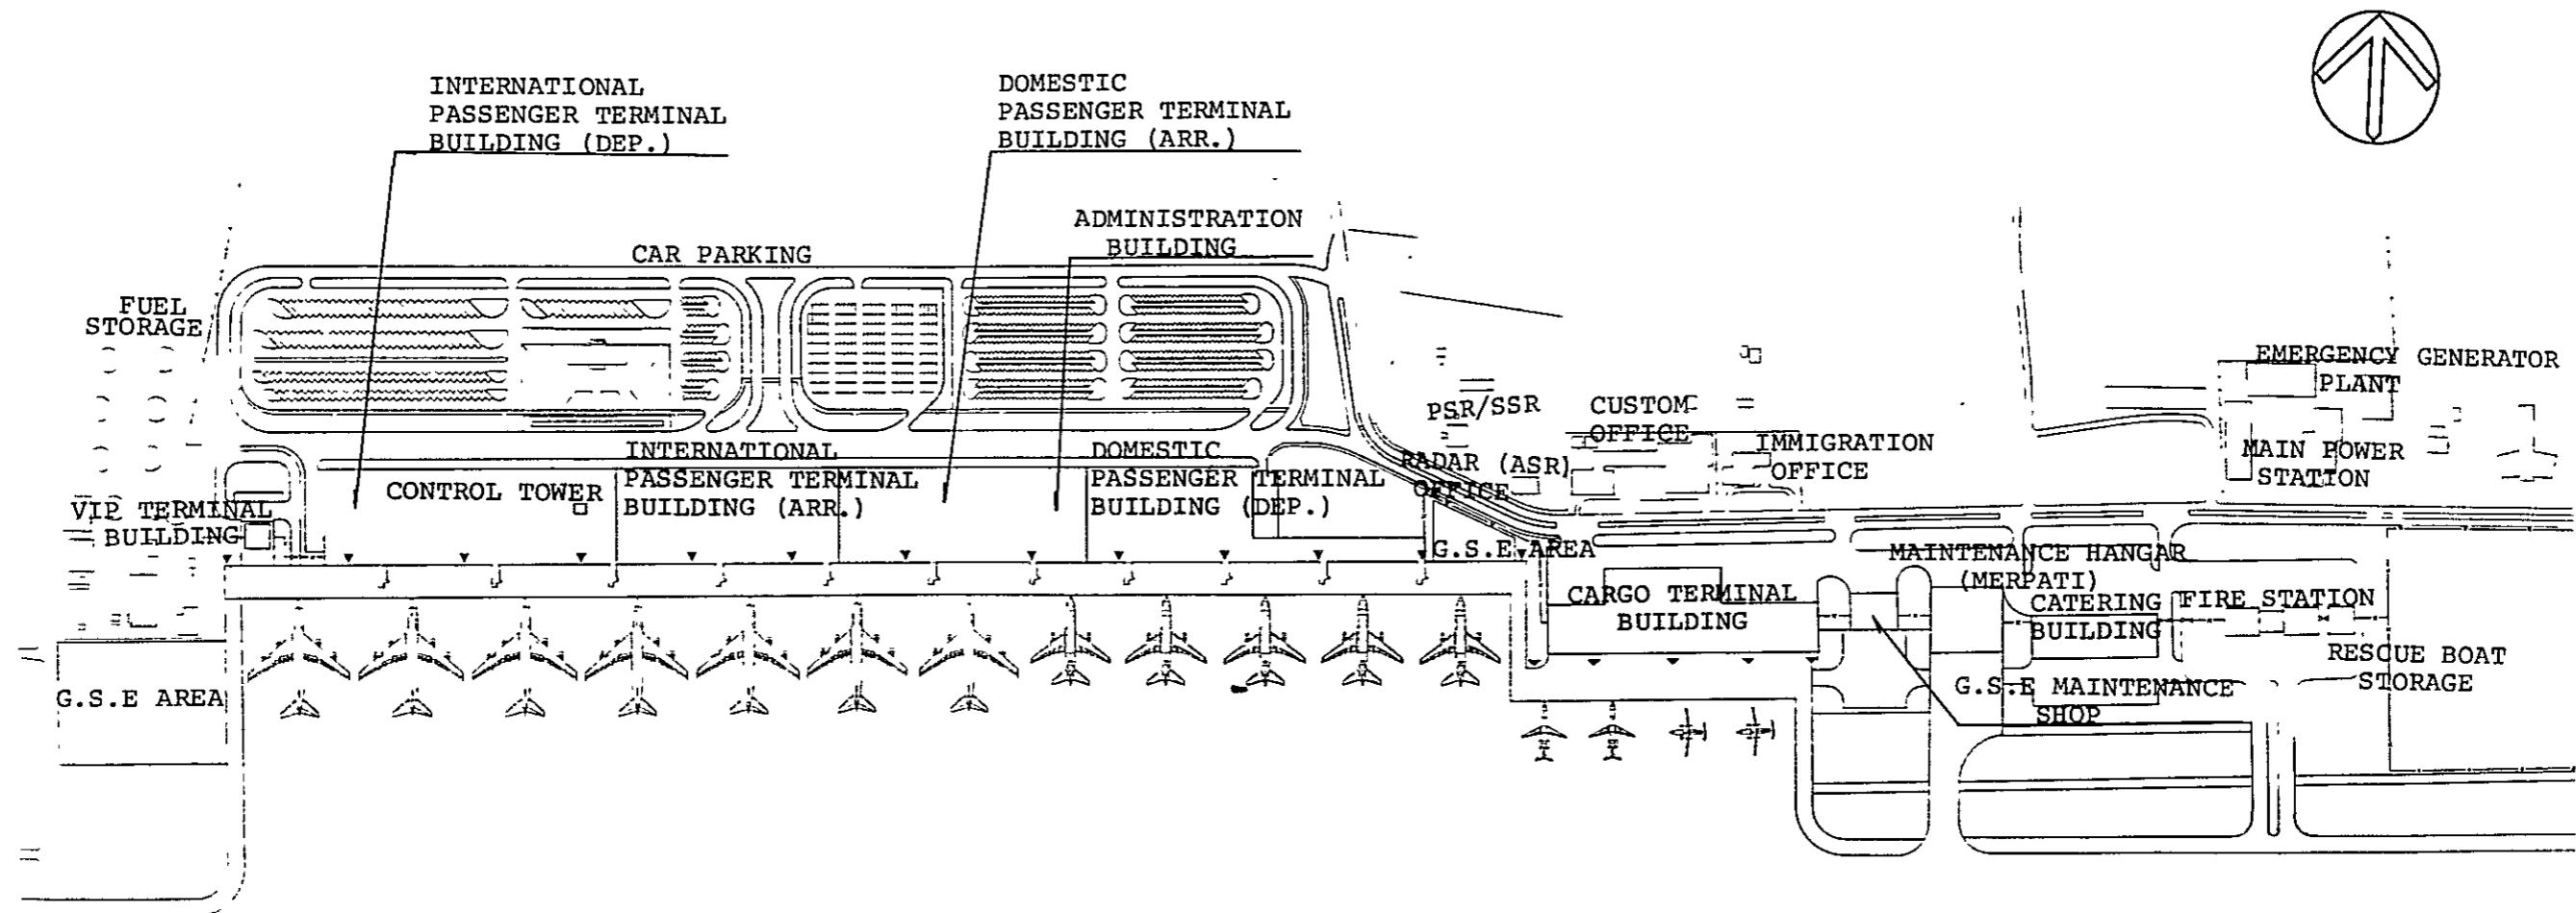 INTERNATIONAL
PASSENGER TERMINAL
BUILDING (DEP.)
DOMESTIC
PASSENGER TERMINAL
BUILDING (ARR.)
ADMINISTRATION
BUILDING
CAR PARKING
FUEL
STORAGE
EMERGENCY GENERATOR
PLANT
PSR/SSR
CUSTOM
OFFICE
IMMIGRATION
OFFICE
MAIN POWER
STATION
INTERNATIONAL
PASSENGER TERMINAL
BUILDING (ARR.)
DOMESTIC
PASSENGER TERMINAL
BUILDING (DEP.)
RADAR (ASR)
OFFICE
CONTROL TOWER
VIP TERMINAL
BUILDING
G.S.E AREA
MAINTENANCE HANGAR
(MERPATI)
CARGO TERMINAL
BUILDING
CATERING
BUILDING
FIRE STATION
RESCUE BOAT
STORAGE
G.S.E AREA
G.S.E MAINTENANCE
SHOP